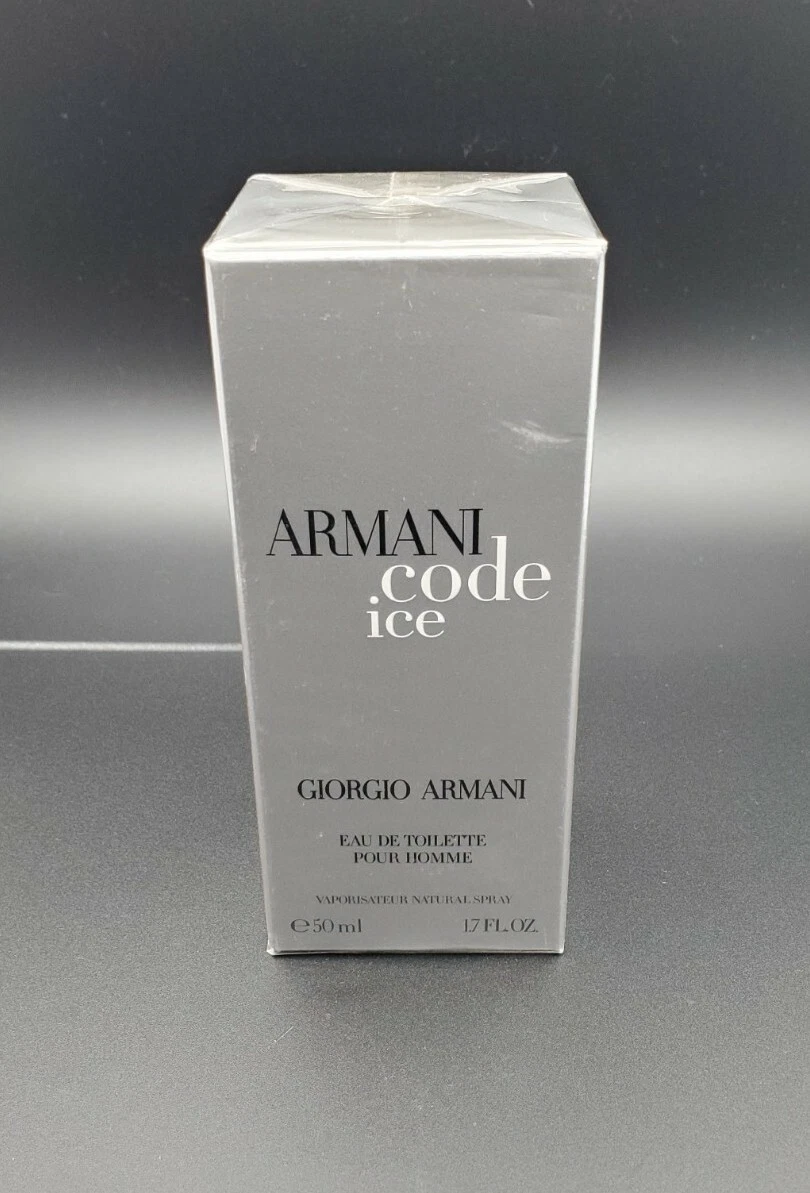 ARMANI
code
ice
GIORGIO ARMANI
EAU DE TOILETTE
POUR HOMME
VAPORISATEUR NATURAL SPRAY
℮50 ml 1.7 FL.OZ.